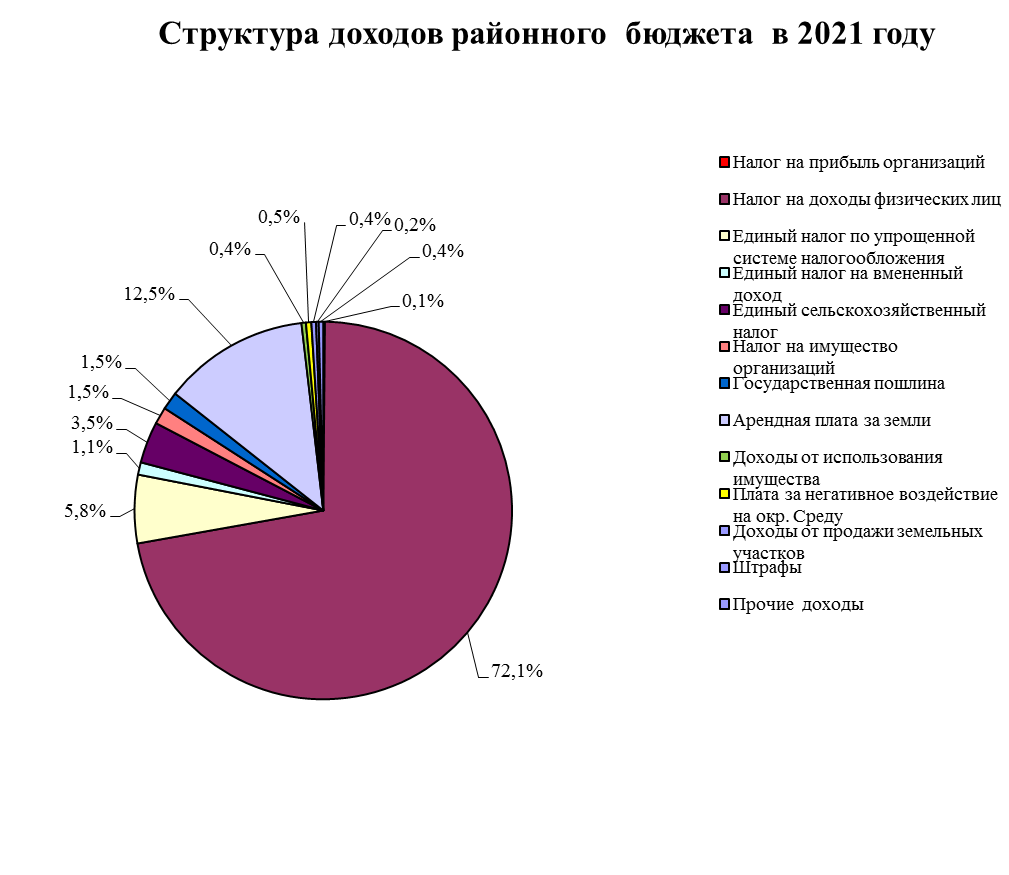 Структура доходов районного бюджета в 2021 году
0,5%
0,4%
0,2%
0,4%
0,4%
12,5%
0,1%
1,5%
1,5%
3,5%
1,1%
5,8%
72,1%
Налог на прибыль организаций
Налог на доходы физических лиц
Единый налог по упрощенной
системе налогообложения
Единый налог на вмененный
доход
Единый сельскохозяйственный
налог
Налог на имущество
организаций
Государственная пошлина
Арендная плата за земли
Доходы от использования
имущества
Плата за негативное воздействие
на окр. Среду
Доходы от продажи земельных
участков
Штрафы
Прочие доходы